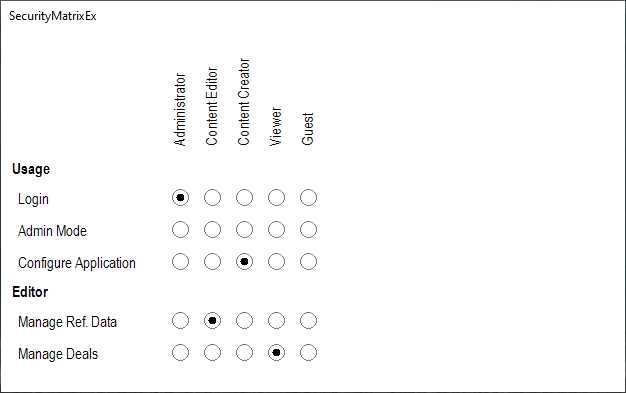 SecurityMatrixEx
Administrator
Content Editor
Content Creator
Viewer
Guest
Usage
Login
Admin Mode
Configure Application
Editor
Manage Ref. Data
Manage Deals